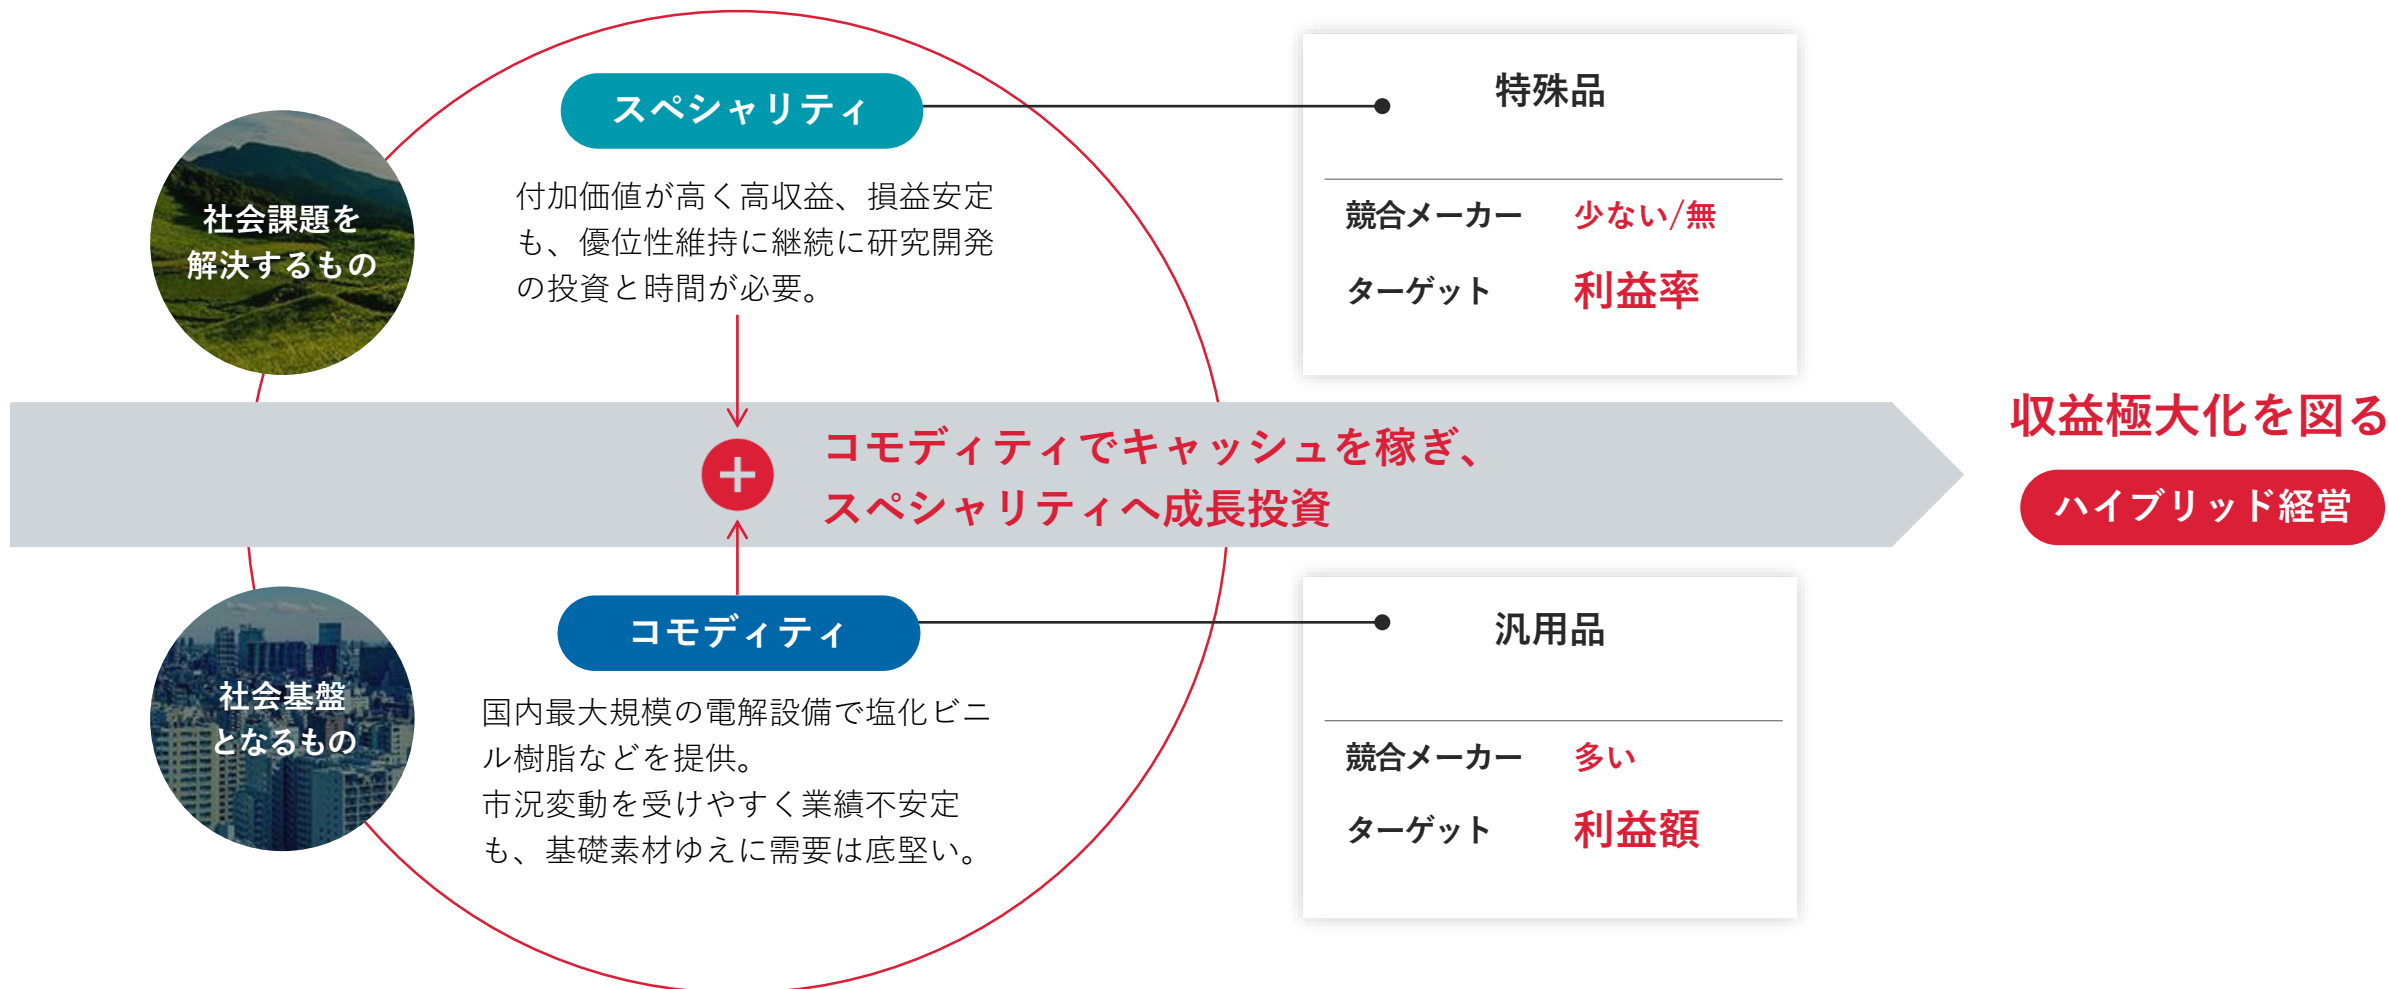 社会課題を
解決するもの
スペシャリティ
付加価値が高く高収益、損益安定
も、優位性維持に継続に研究開発
の投資と時間が必要。
特殊品
競合メーカー 少ない/無
ターゲット 利益率
コモディティでキャッシュを稼ぎ、
スペシャリティへ成長投資
収益極大化を図る
ハイブリッド経営
社会基盤
となるもの
コモディティ
国内最大規模の電解設備で塩化ビニ
ル樹脂などを提供。
市況変動を受けやすく業績不安定
も、基礎素材ゆえに需要は底堅い。
汎用品
競合メーカー 多い
ターゲット 利益額